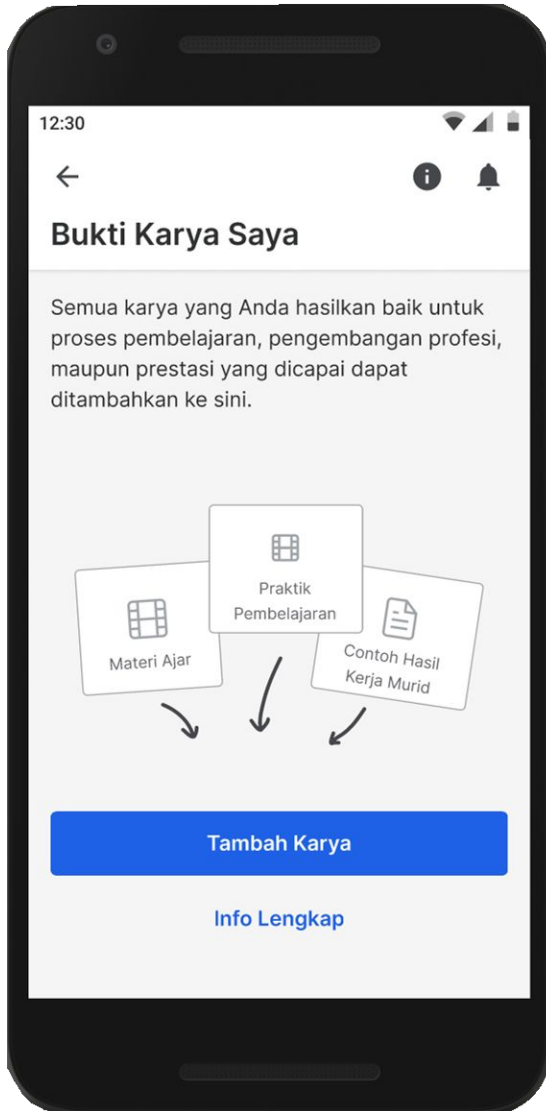 12:30
Bukti Karya Saya
Semua karya yang Anda hasilkan baik untuk
proses pembelajaran, pengembangan profesi,
maupun prestasi yang dicapai dapat
ditambahkan ke sini.
Praktik
Pembelajaran
Materi Ajar
Contoh Hasil
Kerja Murid
Tambah Karya
Info Lengkap